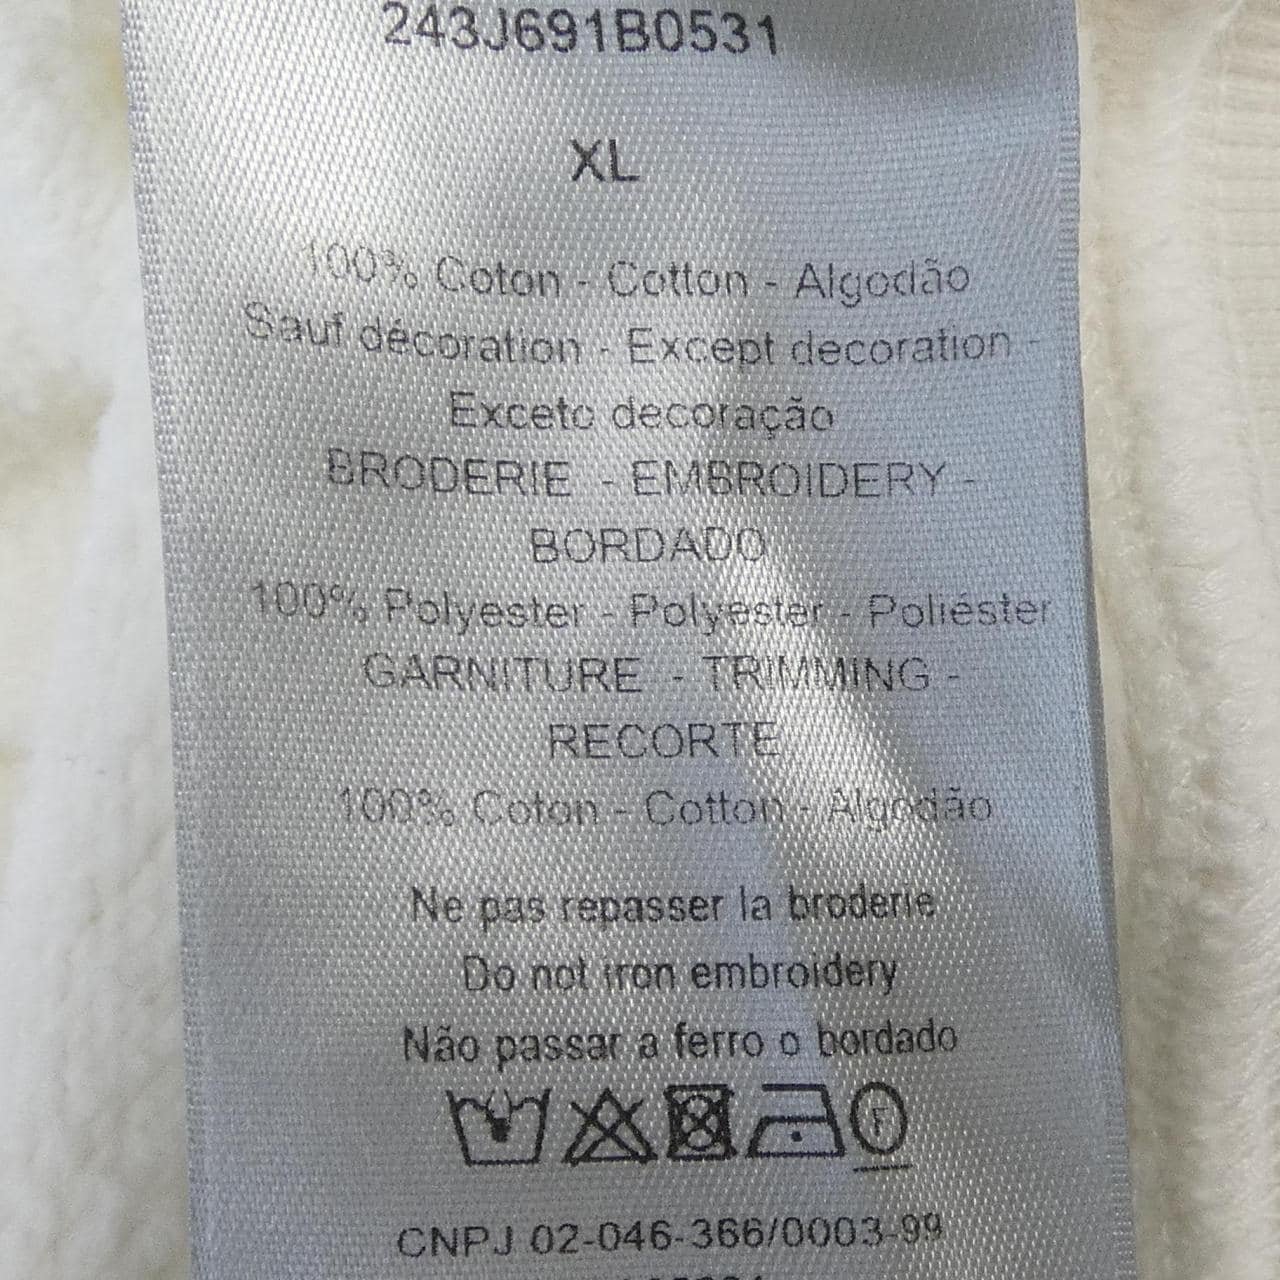 243J691B0531
XL
100% Coton - Cotton - Algodão
Sauf décoration - Except decoration -
Exceto decoração
BRODERIE - EMBROIDERY -
BORDADO
100% Polyester - Polyester - Poliéster
GARNITURE - TRIMMING -
RECORTE
100% Coton - Cotton - Algodão
Ne pas repasser la broderie
Do not iron embroidery
Não passar a ferro o bordado
F
CNPJ 02-046-366/0003-99